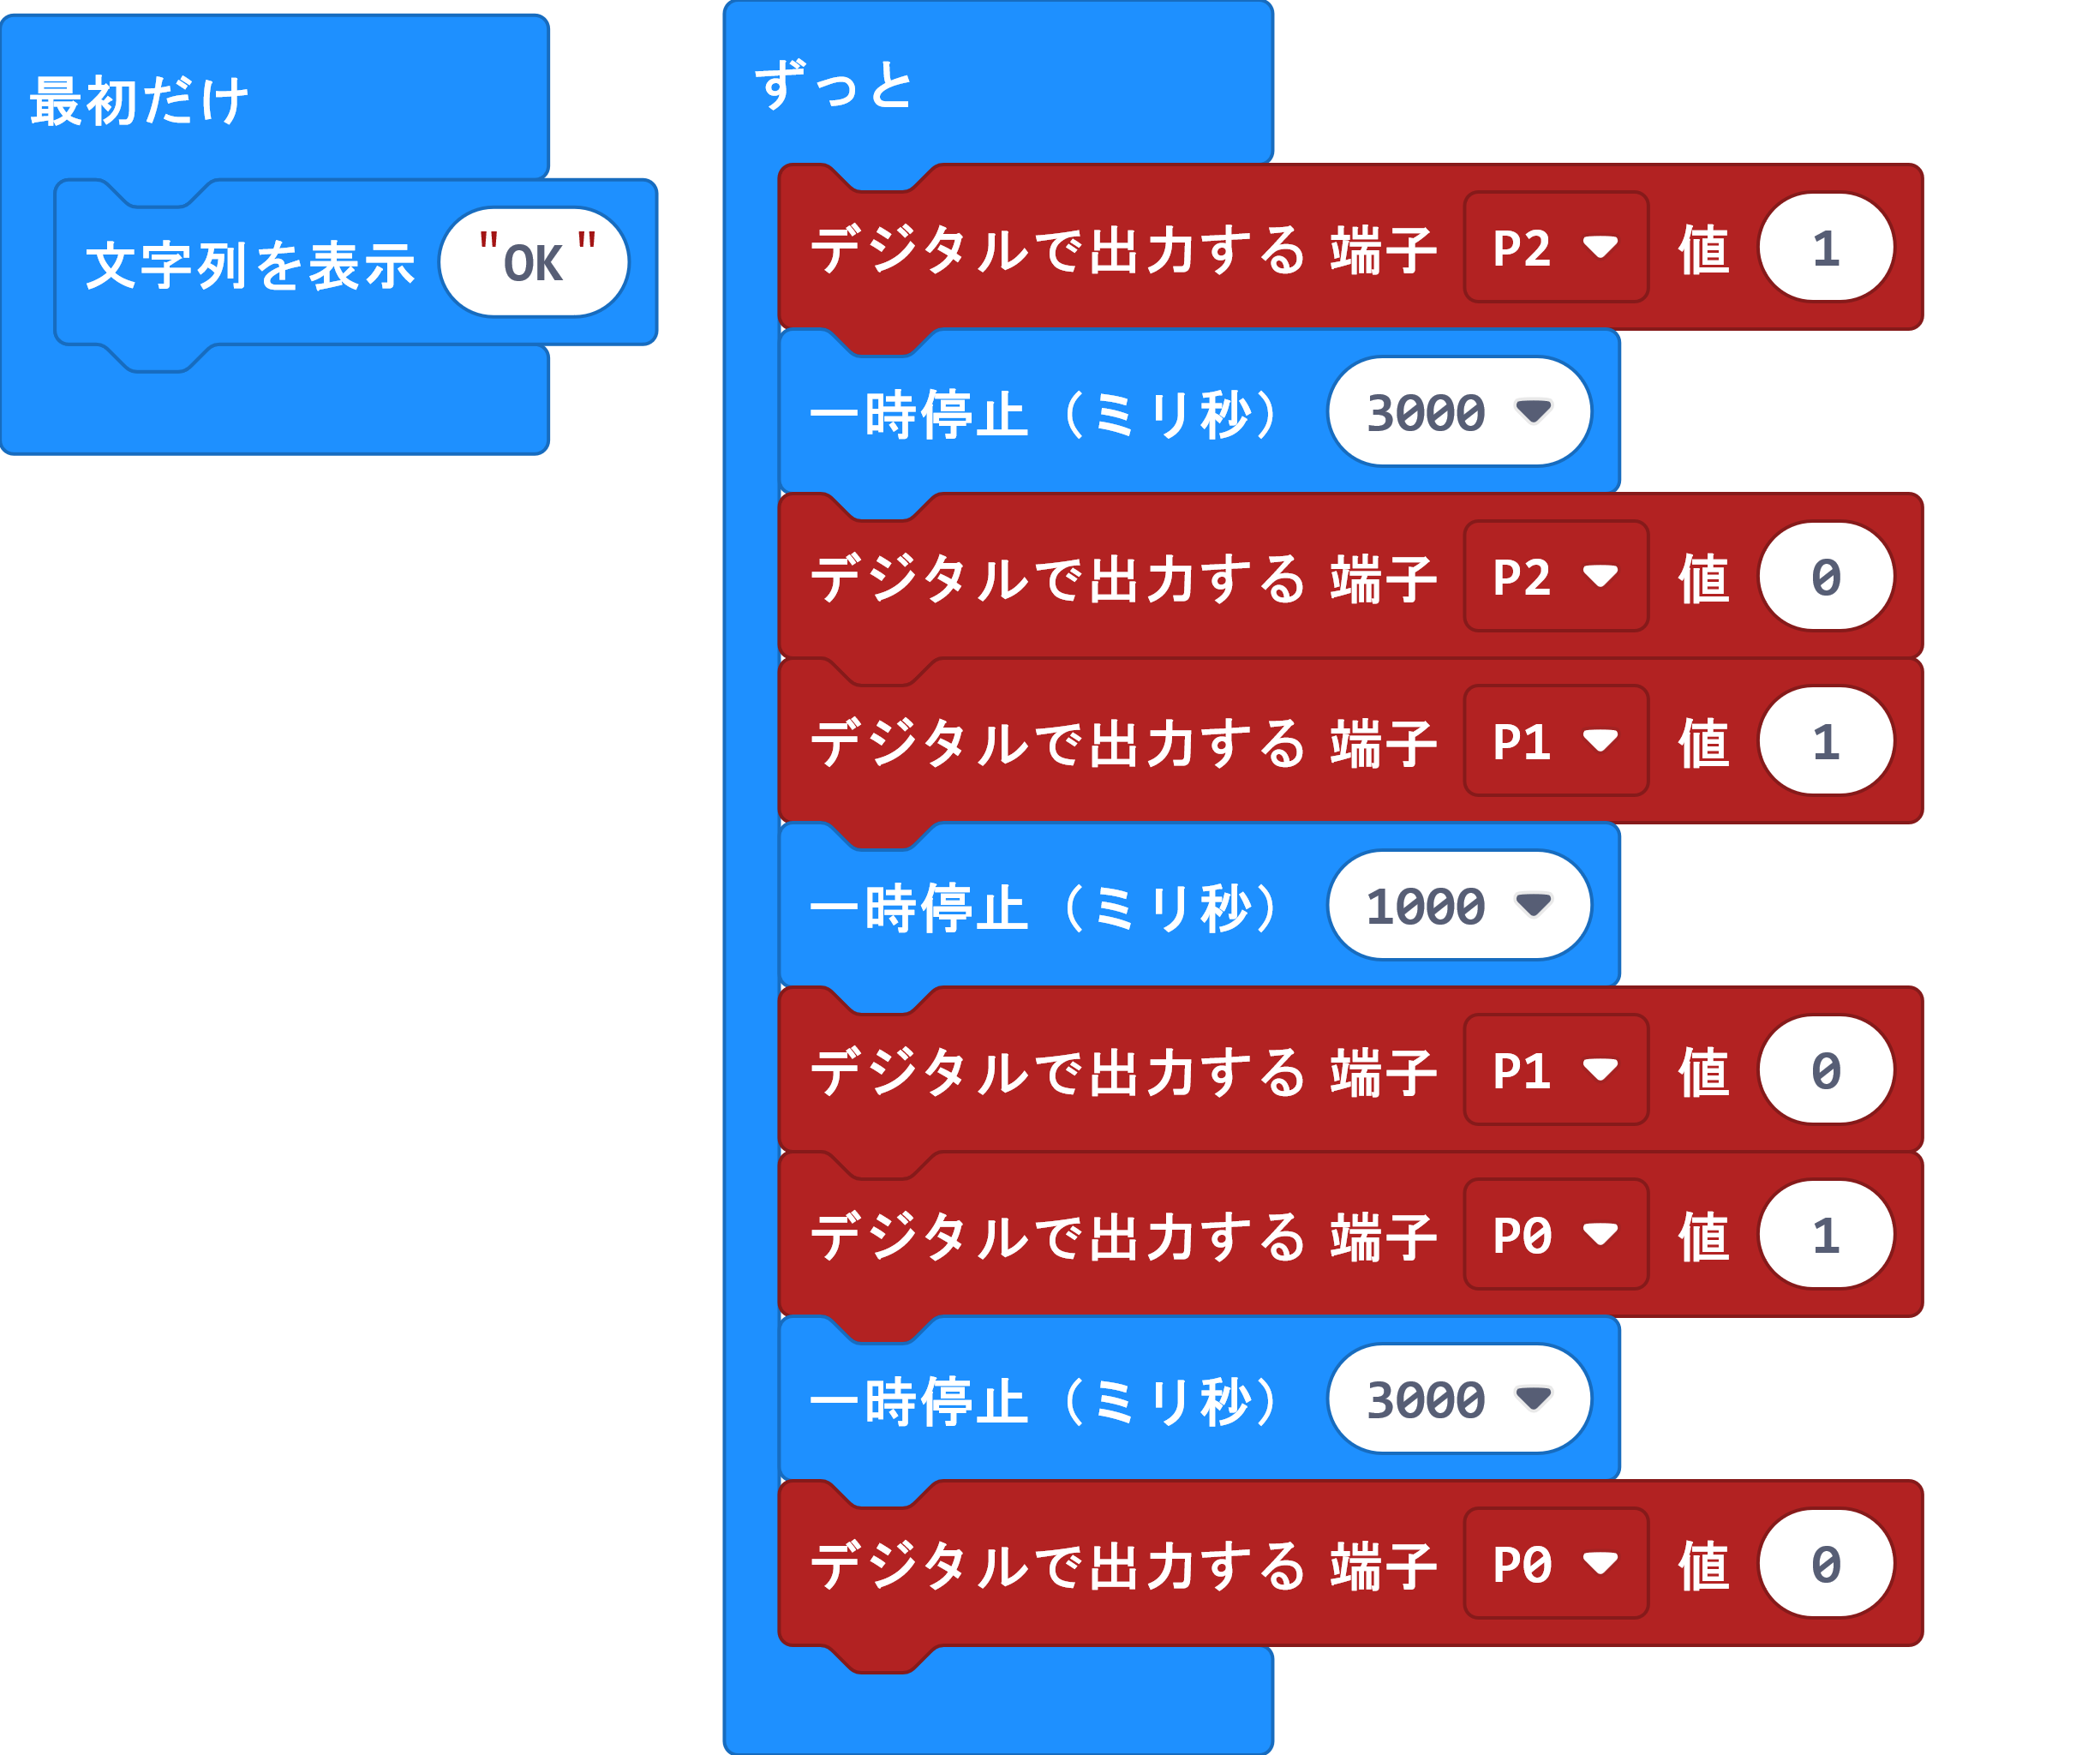 最初だけ
文字列を表示 "OK"
ずっと
デジタルで出力する 端子 P2 値 1
一時停止（ミリ秒） 3000
デジタルで出力する 端子 P2 値 0
デジタルで出力する 端子 P1 値 1
一時停止（ミリ秒） 1000
デジタルで出力する 端子 P1 値 0
デジタルで出力する 端子 P0 値 1
一時停止（ミリ秒） 3000
デジタルで出力する 端子 P0 値 0